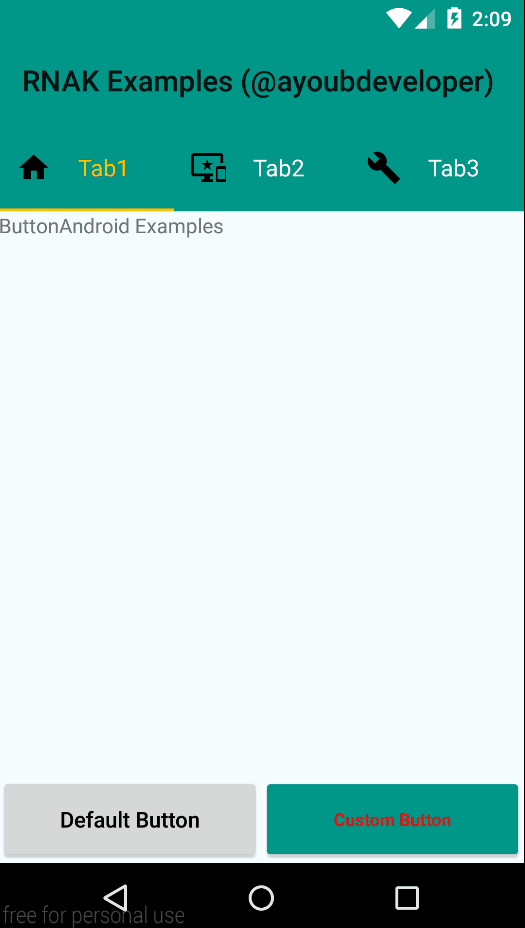 2:09
RNAK Examples (@ayoubdeveloper)
Tab1 Tab2 Tab3
ButtonAndroid Examples
Default Button Custom Button
free for personal use